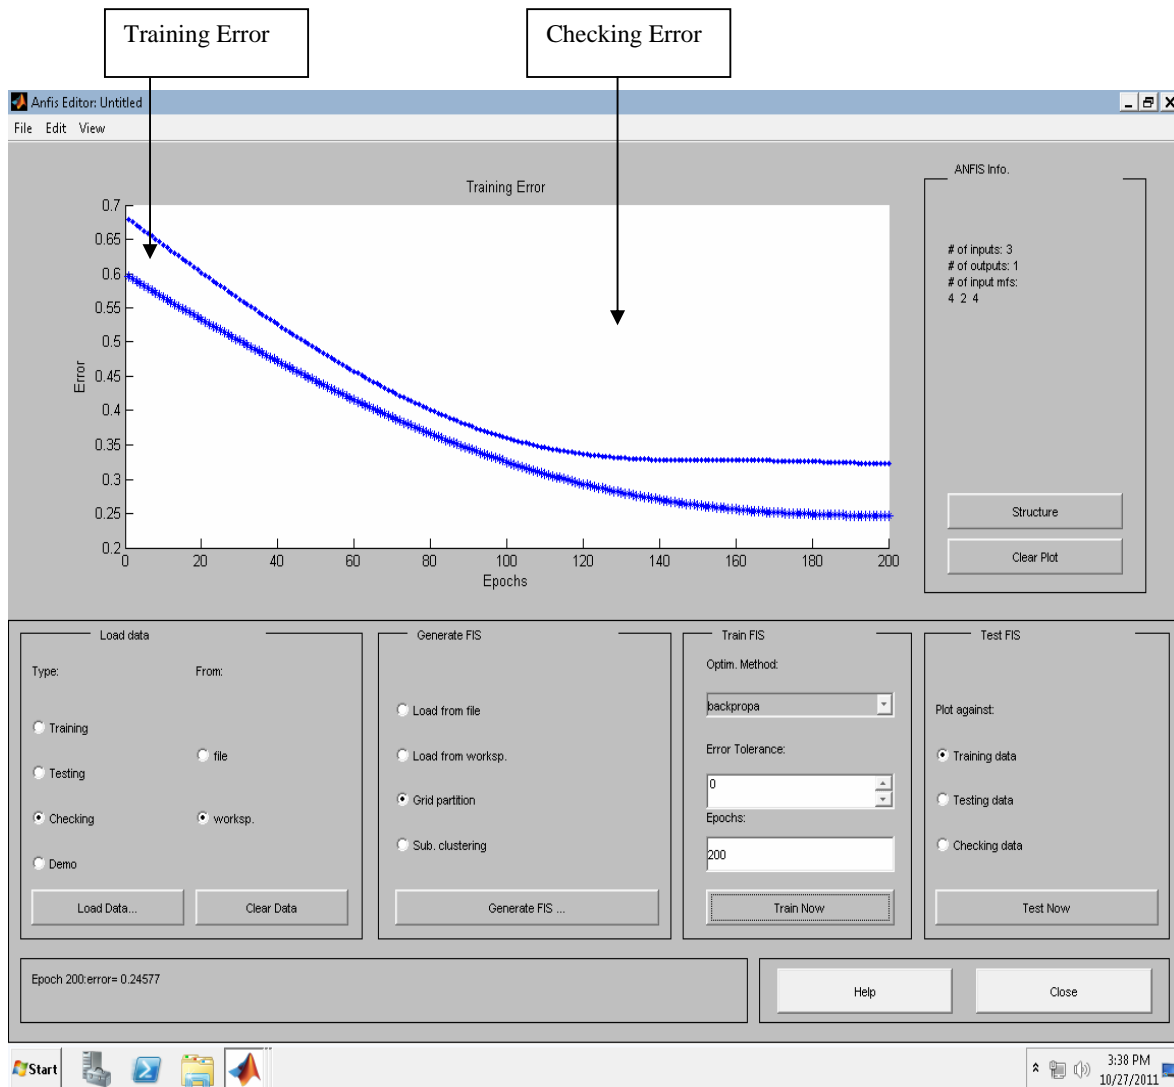 Training Error
Checking Error
Anfis Editor: Untitled
File Edit View
Training Error
0.7
0.65
0.6
0.55
0.5
0.45
0.4
0.35
0.3
0.25
0.2
Error
0 20 40 60 80 100 120 140 160 180 200
Epochs
ANFIS Info.
# of inputs: 3
# of outputs: 1
# of input mfs:
4 2 4
Structure
Clear Plot
Load data
Type:
From:
Training
Testing
Checking
Demo
file
worksp.
Load Data...
Clear Data
Generate FIS
Load from file
Load from worksp.
Grid partition
Sub. clustering
Generate FIS ...
Train FIS
Optim. Method:
backpropa
Error Tolerance:
0
Epochs:
200
Train Now
Test FIS
Plot against:
Training data
Testing data
Checking data
Test Now
Epoch 200:error= 0.24577
Help
Close
Start
3:38 PM
10/27/2011